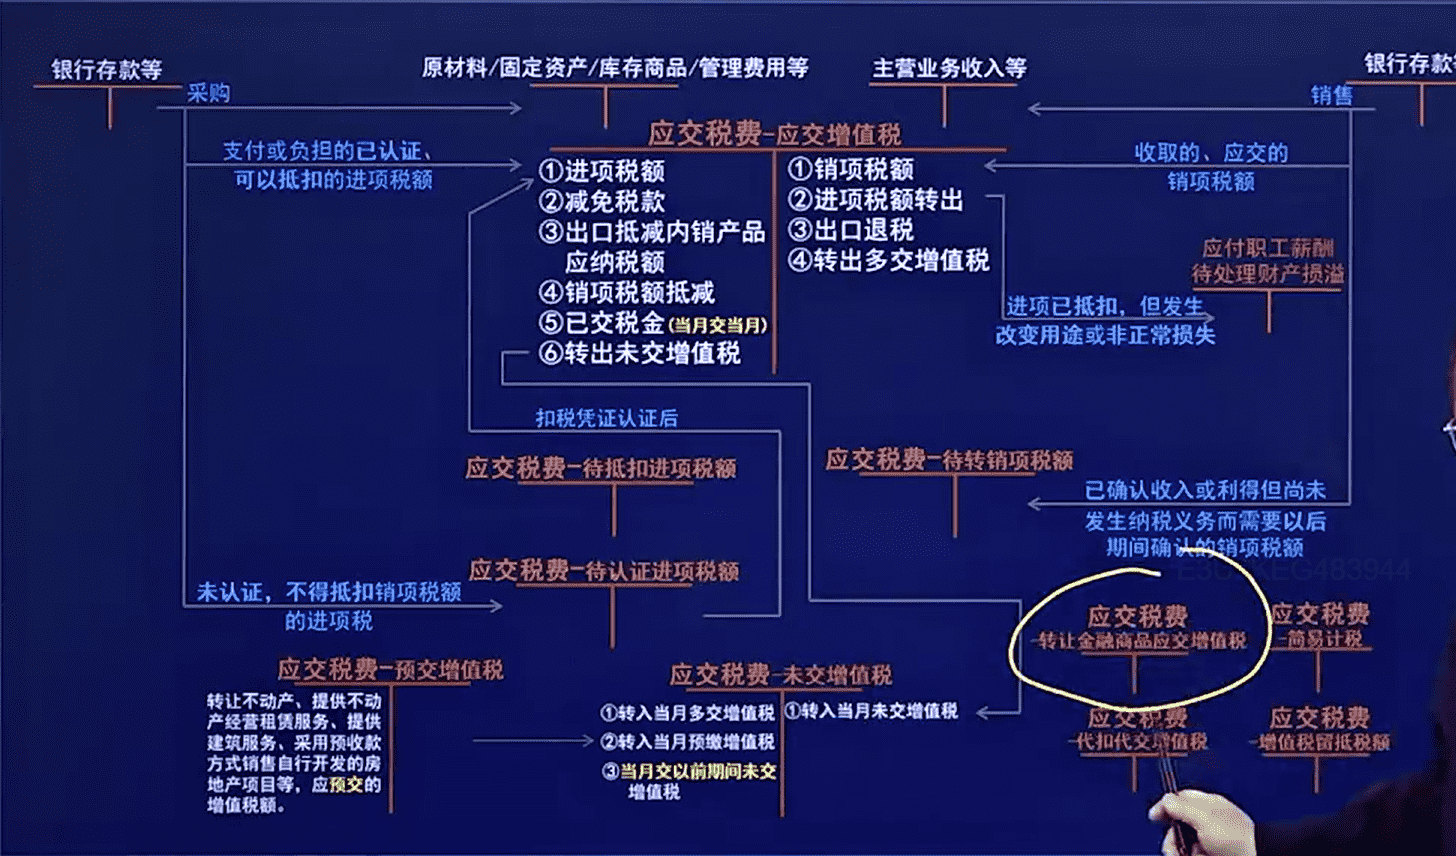 银行存款等
原材料/固定资产/库存商品/管理费用等
主营业务收入等
银行存款
采购
销售
应交税费-应交增值税
支付或负担的已认证、
可以抵扣的进项税额
①进项税额
②减免税款
③出口抵减内销产品
应纳税额
④销项税额抵减
⑤已交税金(当月交当月)
⑥转出未交增值税
①销项税额
②进项税额转出
③出口退税
④转出多交增值税
收取的、应交的
销项税额
应付职工薪酬
待处理财产损溢
进项已抵扣，但发生
改变用途或非正常损失
扣税凭证认证后
应交税费-待抵扣进项税额
应交税费-待转销项税额
已确认收入或利得但尚未
发生纳税义务而需要以后
期间确认的销项税额
应交税费-待认证进项税额
未认证，不得抵扣销项税额
的进项税
应交税费
-转让金融商品应交增值税
应交税费
-简易计税
应交税费-预交增值税
转让不动产、提供不动
产经营租赁服务、提供
建筑服务、采用预收款
方式销售自行开发的房
地产项目等，应预交的
增值税额。
应交税费-未交增值税
①转入当月多交增值税
②转入当月预缴增值税
③当月交以前期间未交
增值税
①转入当月未交增值税
应交税费
-代扣代交增值税
应交税费
-增值税留抵税额